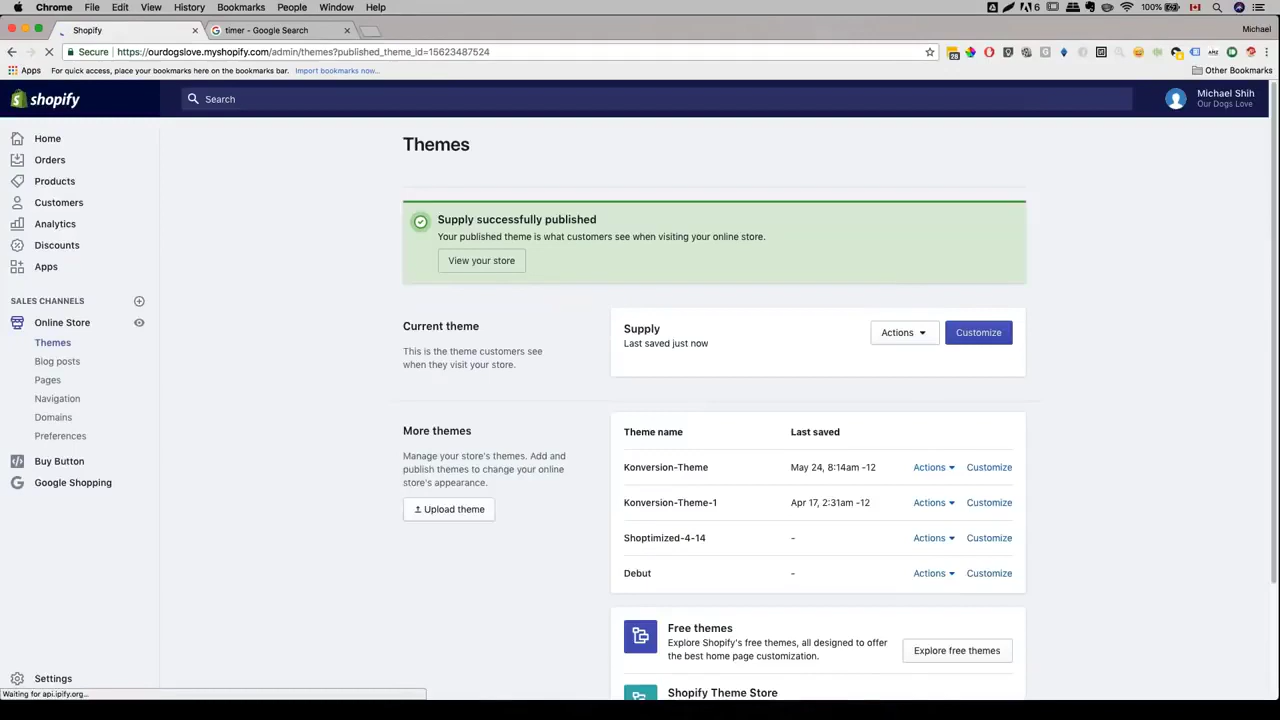 Chrome File Edit View History Bookmarks People Window Help
6 100% 
Shopify timer - Google Search Michael
Secure https://ourdogslove.myshopify.com/admin/themes?published_theme_id=15623487524
Apps For quick access, place your bookmarks here on the bookmarks bar. Import bookmarks now... Other Bookmarks
shopify Search Michael Shih
Our Dogs Love
Home
Orders
Products
Customers
Analytics
Discounts
Apps
SALES CHANNELS
Online Store
Themes
Blog posts
Pages
Navigation
Domains
Preferences
Buy Button
Google Shopping
Settings
Waiting for api.ipify.org...
Themes
Supply successfully published
Your published theme is what customers see when visiting your online store.
View your store
Current theme
This is the theme customers see
when they visit your store.
Supply
Last saved just now
Actions Customize
More themes
Manage your store's themes. Add and
publish themes to change your online
store's appearance.
Upload theme
Theme name Last saved
Konversion-Theme May 24, 8:14am -12 Actions Customize
Konversion-Theme-1 Apr 17, 2:31am -12 Actions Customize
Shoptimized-4-14 - Actions Customize
Debut - Actions Customize
Free themes
Explore Shopify's free themes, all designed to offer
the best home page customization.
Explore free themes
Shopify Theme Store